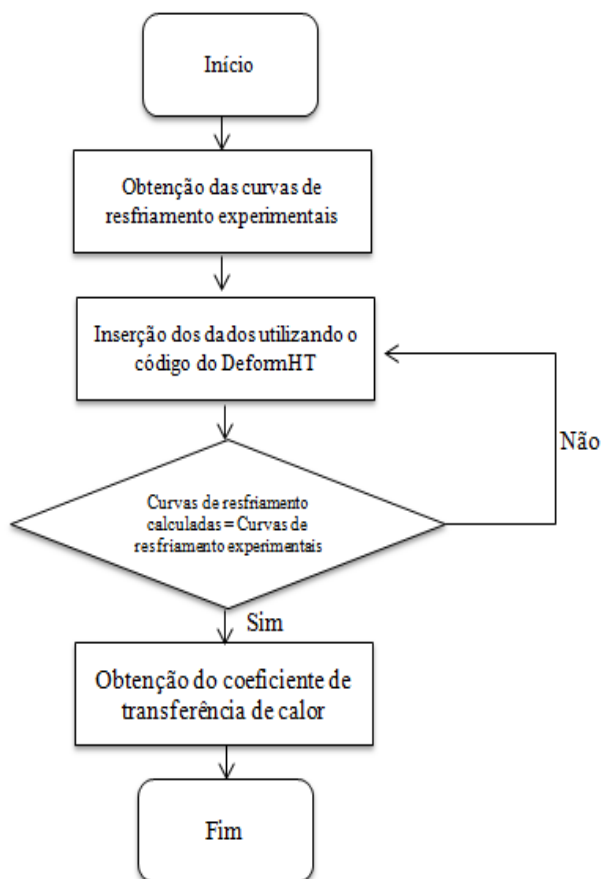 Início
Obtenção das curvas de
resfriamento experimentais
Inserção dos dados utilizando o
código do DeformHT
Não
Curvas de resfriamento
calculadas = Curvas de
resfriamento experimentais
Sim
Obtenção do coeficiente de
transferência de calor
Fim